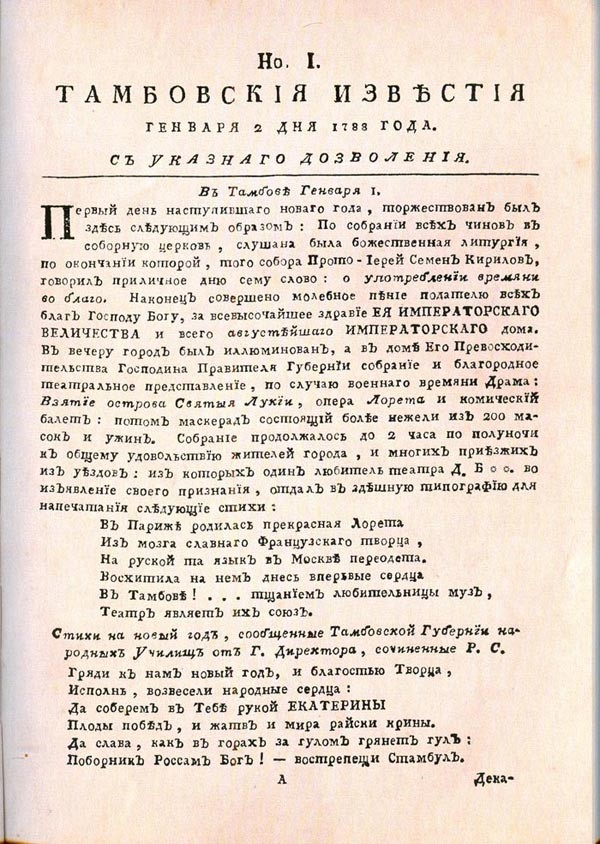 Но. I.
ТАМБОВСКІЯ ИЗВѢСТІЯ
ГЕНВАРЯ 2 ДНЯ 1788 ГОДА.
СЪ УКАЗНАГО ДОЗВОЛЕНІЯ.
Въ Тамбовѣ Генваря 1.
Первый день наступившаго новаго года, торжествованъ былъ
здѣсь слѣдующимъ образомъ: По собраніи всѣхъ чиновъ въ
соборную церковь, слушана была божественная литургія,
по окончаніи которой, того собора Прото-Іерей Семенъ Кириловъ,
говорилъ приличное дню сему слово: о употребленіи времяни
во благо. Наконецъ совершено молебное пѣніе подателю всѣхъ
благъ Господу Богу, за всевысочайшее здравіе ЕЯ ИМПЕРАТОРСКАГО
ВЕЛИЧЕСТВА и всего августѣйшаго ИМПЕРАТОРСКАГО дома.
Въ вечеру городъ былъ иллюминованъ, а въ домѣ Его Превосходи-
тельства Господина Правителя Губерніи собраніе и благородное
театральное представленіе, по случаю военнаго времяни Драма:
Взятіе острова Святыя Лукіи, опера Лорета и комическій
балетъ: потомъ маскерадъ состоящій болѣе нежели изъ 200 ма-
сокъ и ужинъ. Собраніе продолжалось до 2 часа по полуночи
къ общему удовольствію жителей города, и многихъ приѣзжихъ
изъ уѣздовъ: изъ которыхъ одинъ любитель театра Д. Б о о. во
изъявленіе своего признанія, отдалъ въ здѣшную типографію для
напечатанія слѣдующіе стихи:
Въ Парижѣ родилась прекрасная Лорета
Изъ мозга славнаго Французскаго творца,
На руской та языкъ въ Москвѣ переодета.
Восхитила на немъ днесь впервые сердца
Въ Тамбовѣ! . . . тщаніемъ любительницы музъ,
Театръ являетъ ихъ союзъ.
Стихи на новый годъ, сообщенные Тамбовской Губерніи на-
родныхъ Училищъ отъ Г. Директора, сочиненные Р. С.
Гряди къ намъ новый годъ, и благостью Творца,
Исполнь, возвесели народные сердца:
Да соберемъ въ Тебѣ рукой ЕКАТЕРИНЫ
Плоды побѣдъ, и жатвъ и мира райски крины.
Да слава, какъ въ горахъ за гуломъ грянетъ гулъ:
Поборникъ Россамъ Богъ! — вострепещи Стамбулъ.
А
Дека-